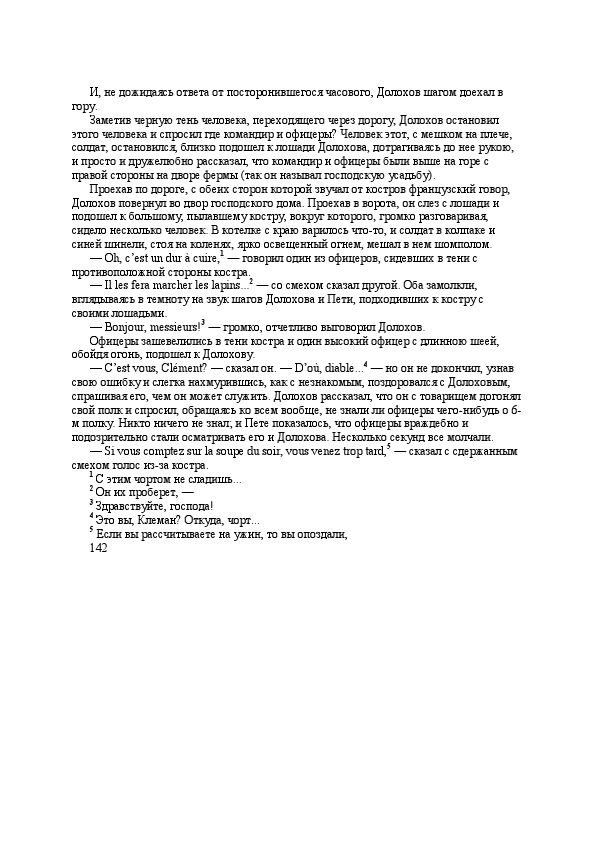 И, не дожидаясь ответа от посторонившегося часового, Долохов шагом доехал в
гору.
Заметив черную тень человека, переходящего через дорогу, Долохов остановил
этого человека и спросил где командир и офицеры? Человек этот, с мешком на плече,
солдат, остановился, близко подошел к лошади Долохова, дотрагиваясь до нее рукою,
и просто и дружелюбно рассказал, что командир и офицеры были выше на горе с
правой стороны на дворе фермы (так он называл господскую усадьбу).
Проехав по дороге, с обеих сторон которой звучал от костров французский говор,
Долохов повернул во двор господского дома. Проехав в ворота, он слез с лошади и
подошел к большому, пылавшему костру, вокруг которого, громко разговаривая,
сидело несколько человек. В котелке с краю варилось что-то, и солдат в колпаке и
синей шинели, стоя на коленях, ярко освещенный огнем, мешал в нем шомполом.
— Oh, c’est un dur à cuire,¹ — говорил один из офицеров, сидевших в тени с
противоположной стороны костра.
— Il les fera marcher les lapins...² — со смехом сказал другой. Оба замолкли,
вглядываясь в темноту на звук шагов Долохова и Пети, подходивших к костру с
своими лошадьми.
— Bonjour, messieurs!³ — громко, отчетливо выговорил Долохов.
Офицеры зашевелились в тени костра и один высокий офицер с длинною шеей,
обойдя огонь, подошел к Долохову.
— C’est vous, Clément? — сказал он. — D’où, diable...⁴ — но он не докончил, узнав
свою ошибку и слегка нахмурившись, как с незнакомым, поздоровался с Долоховым,
спрашивая его, чем он может служить. Долохов рассказал, что он с товарищем догонял
свой полк и спросил, обращаясь ко всем вообще, не знали ли офицеры чего-нибудь о 6-
м полку. Никто ничего не знал; и Пете показалось, что офицеры враждебно и
подозрительно стали осматривать его и Долохова. Несколько секунд все молчали.
— Si vous comptez sur la soupe du soir, vous venez trop tard,⁵ — сказал с сдержанным
смехом голос из-за костра.
¹ С этим чортом не сладишь...
² Он их проберет, —
³ Здравствуйте, господа!
⁴ Это вы, Клеман? Откуда, чорт...
⁵ Если вы рассчитываете на ужин, то вы опоздали,
142